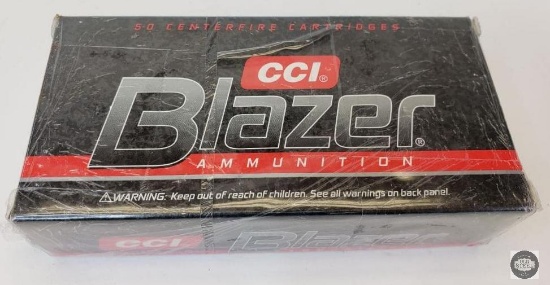 50 CENTERFIRE CARTRIDGES
CCI®
Blazer®
AMMUNITION
⚠WARNING: Keep out of reach of children. See all warnings on back panel
CCI Blazer